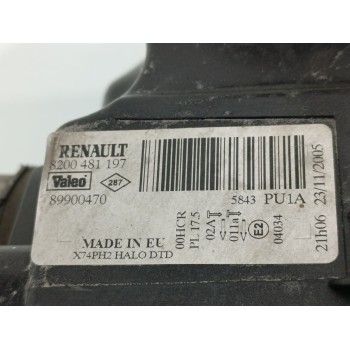 RENAULT
8200 481 197
Valeo 287
89900470
MADE IN EU
X74PH2 HALO DTD
00HCR
PL 17.5
02A
011a
E2
04034
5843 PU1A
21h06 23/11/2005